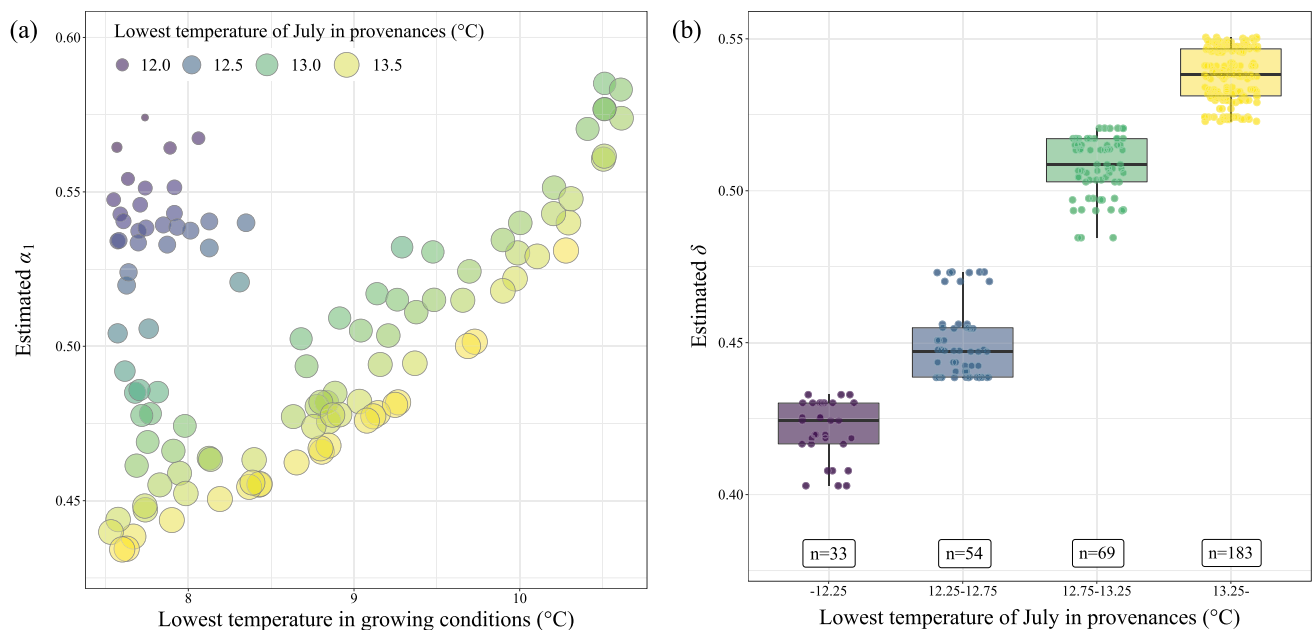 (a)
Lowest temperature of July in provenances (°C)
12.0 12.5 13.0 13.5
Estimated α1
0.60
0.55
0.50
0.45
8 9 10
Lowest temperature in growing conditions (°C)
(b)
Estimated δ
0.55
0.50
0.45
0.40
n=33 n=54 n=69 n=183
-12.25 12.25-12.75 12.75-13.25 13.25-
Lowest temperature of July in provenances (°C)